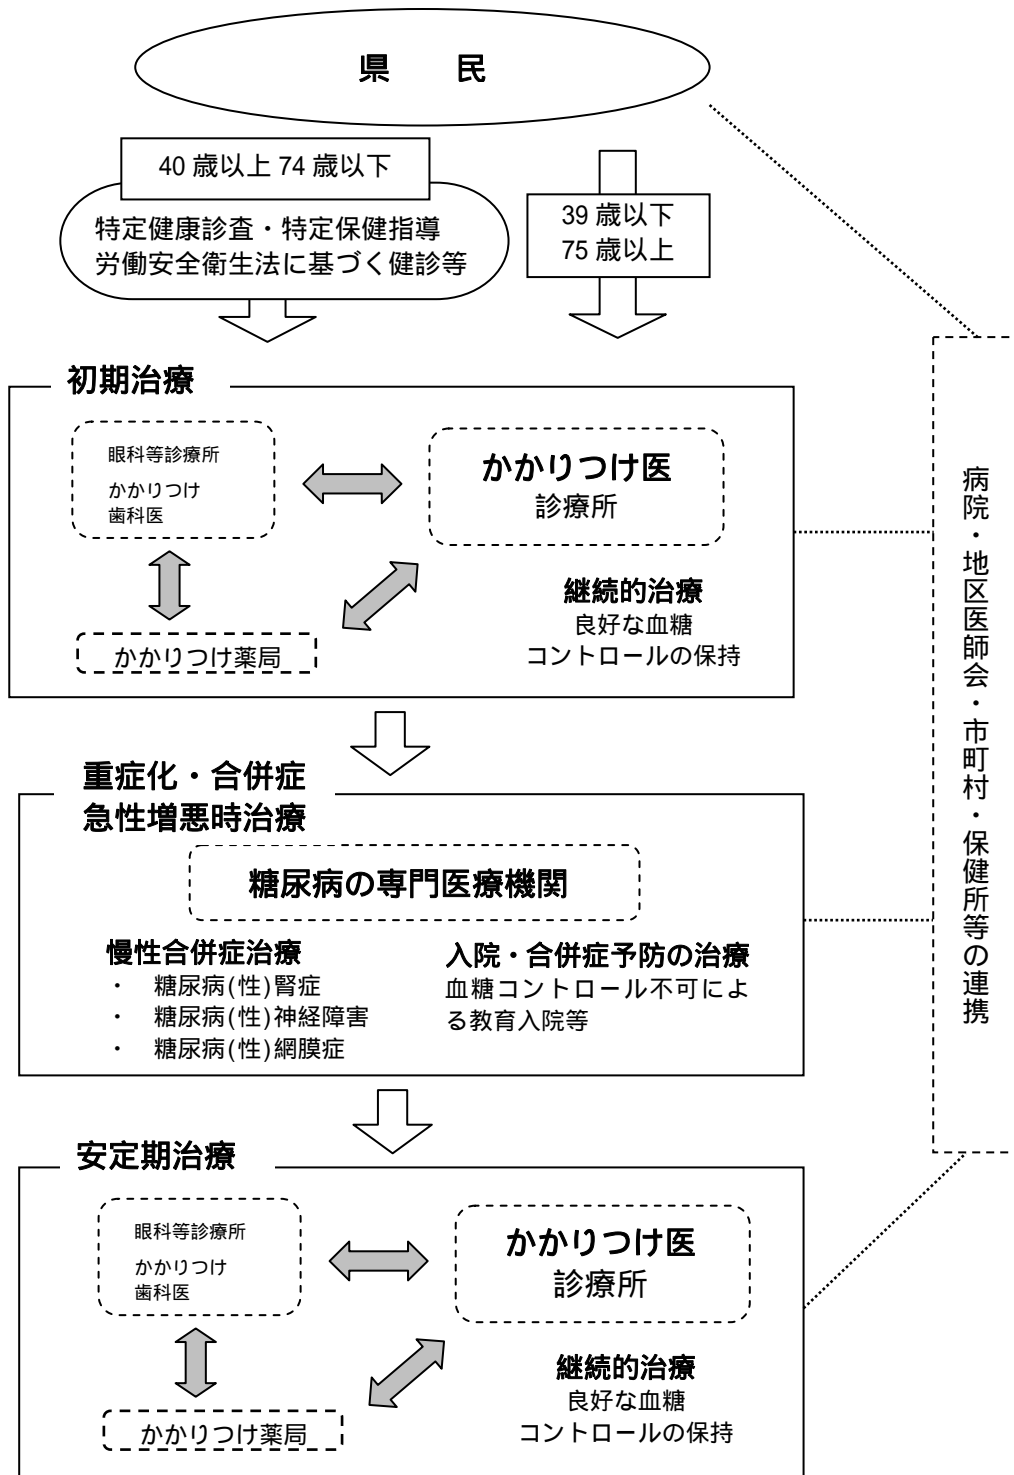 県　　民
40 歳以上 74 歳以下
特定健康診査・特定保健指導
労働安全衛生法に基づく健診等
39 歳以下
75 歳以上
初期治療
眼科等診療所
かかりつけ
歯科医
かかりつけ医
診療所
かかりつけ薬局
継続的治療
良好な血糖
コントロールの保持
重症化・合併症
急性増悪時治療
糖尿病の専門医療機関
慢性合併症治療
・　糖尿病(性)腎症
・　糖尿病(性)神経障害
・　糖尿病(性)網膜症
入院・合併症予防の治療
血糖コントロール不可によ
る教育入院等
安定期治療
眼科等診療所
かかりつけ
歯科医
かかりつけ医
診療所
かかりつけ薬局
継続的治療
良好な血糖
コントロールの保持
病院・地区医師会・市町村・保健所等の連携